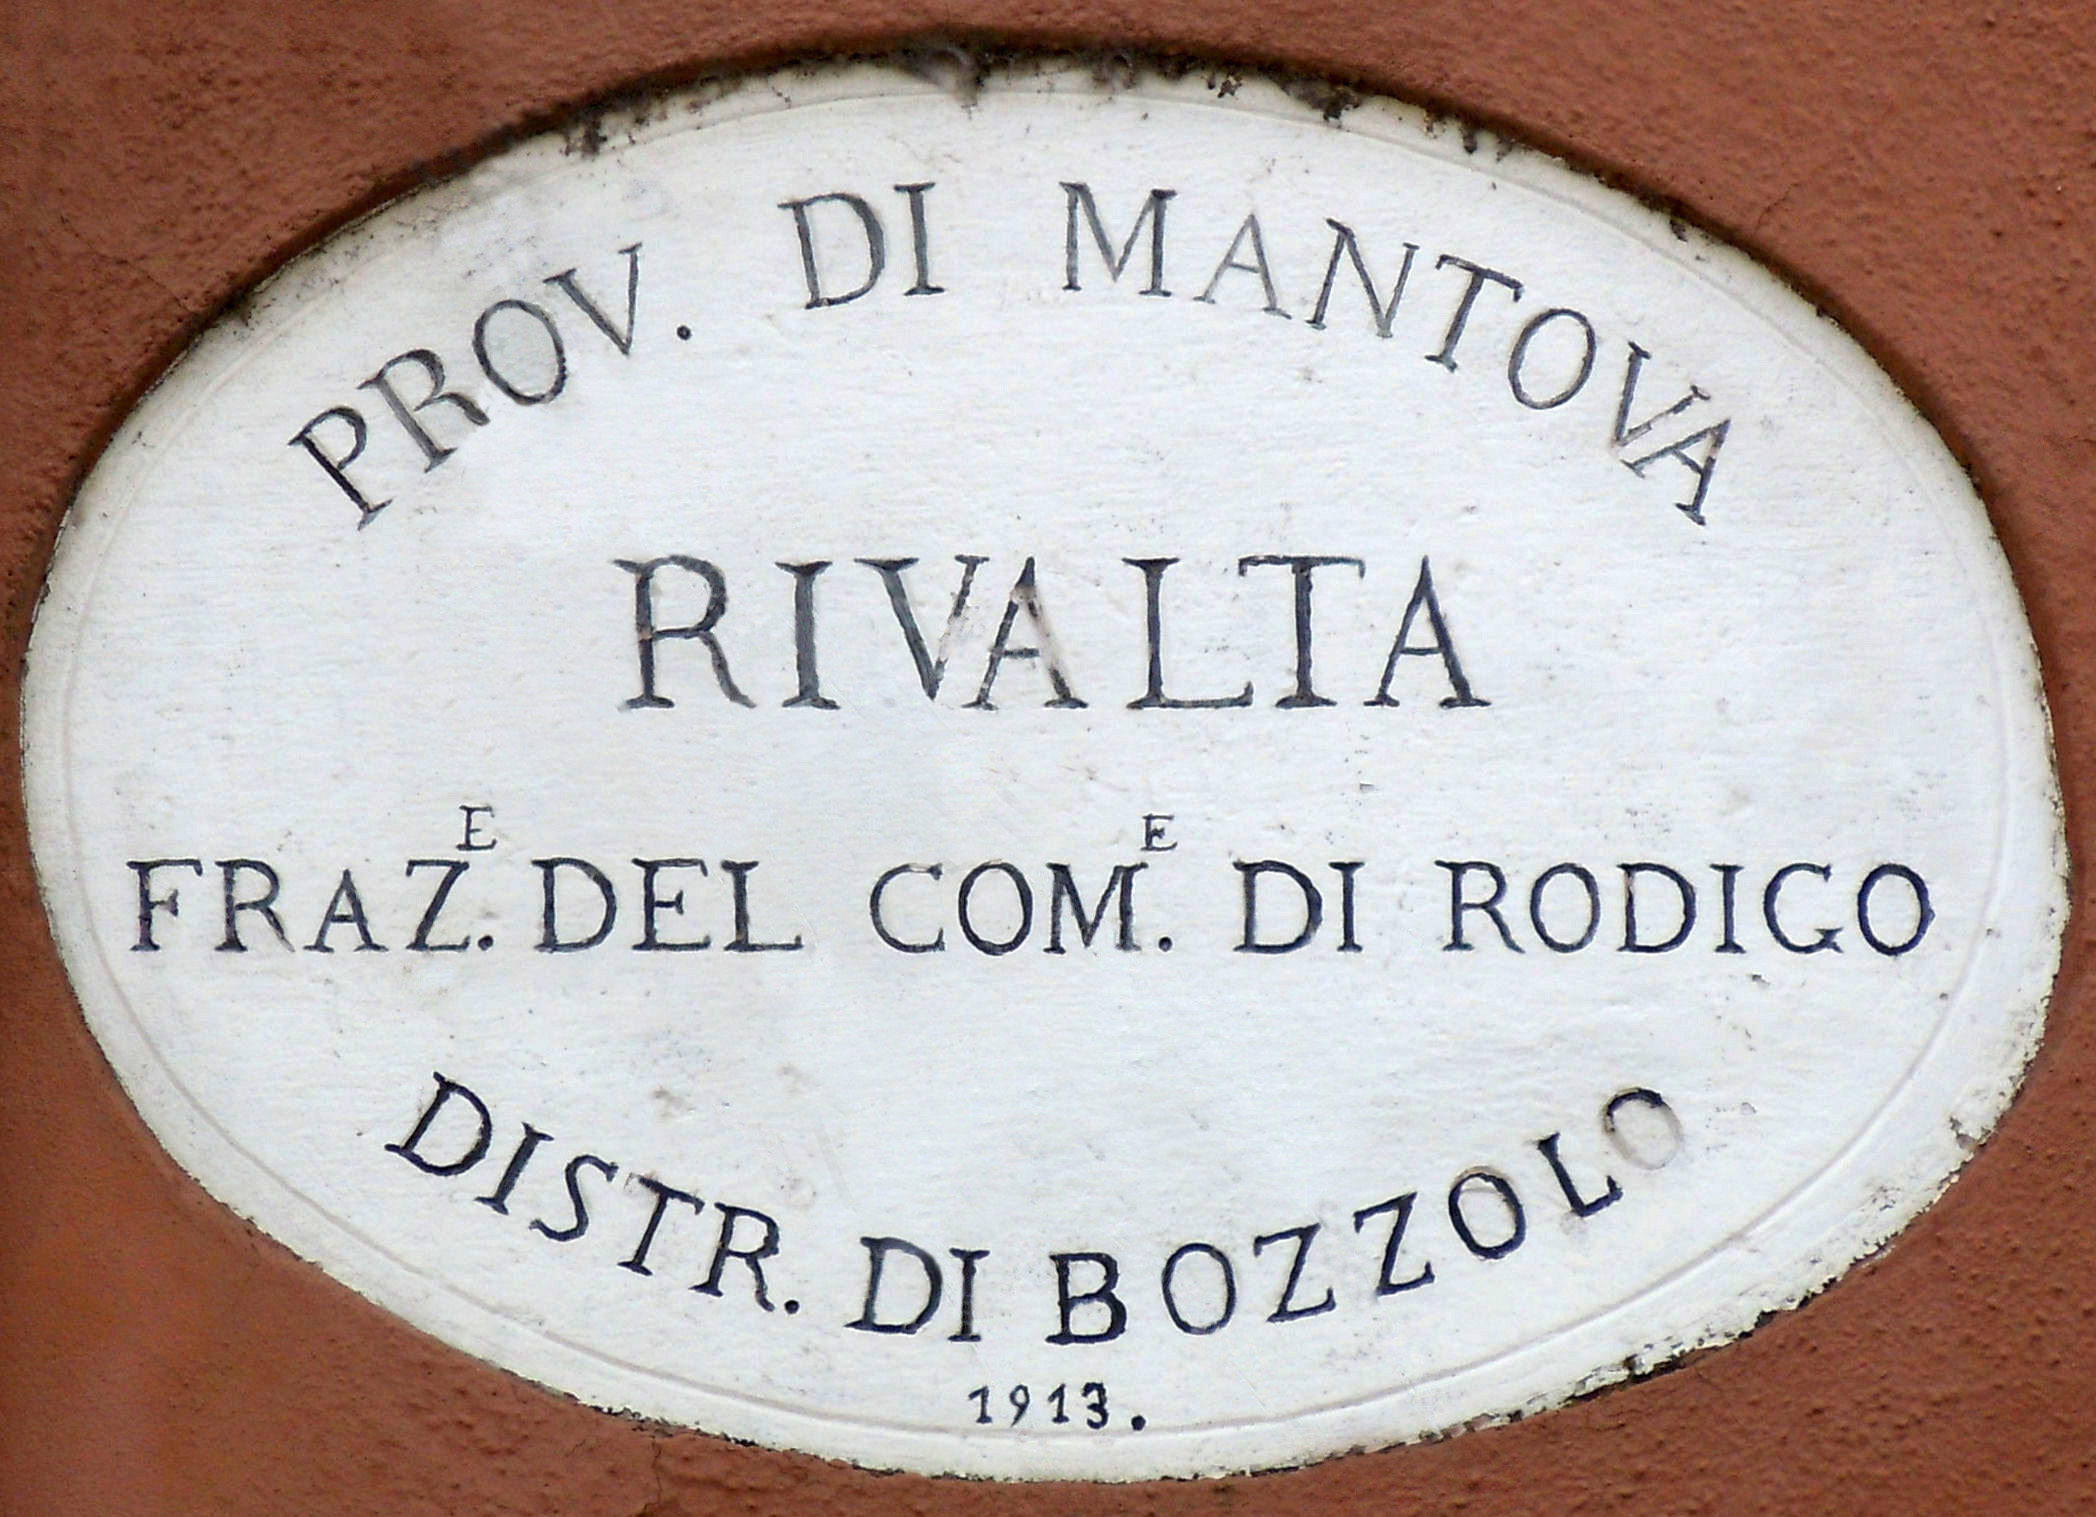 PROV. DI MANTOVA
RIVALTA
FRAZ.ᴱ DEL COM.ᴱ DI RODIGO
DISTR. DI BOZZOLO
1913.